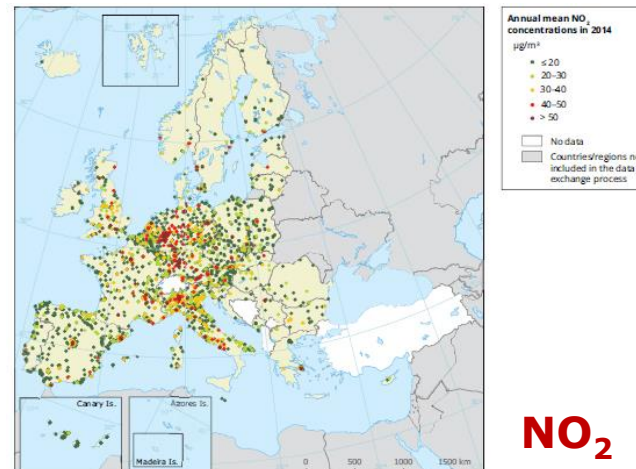 Annual mean NO₂
concentrations in 2014
µg/m³
≤ 20
20–30
30–40
40–50
> 50
No data
Countries/regions n
included in the data
exchange process
Canary Is.
Azores Is.
Madeira Is.
0 500 1000 1500 km
NO₂